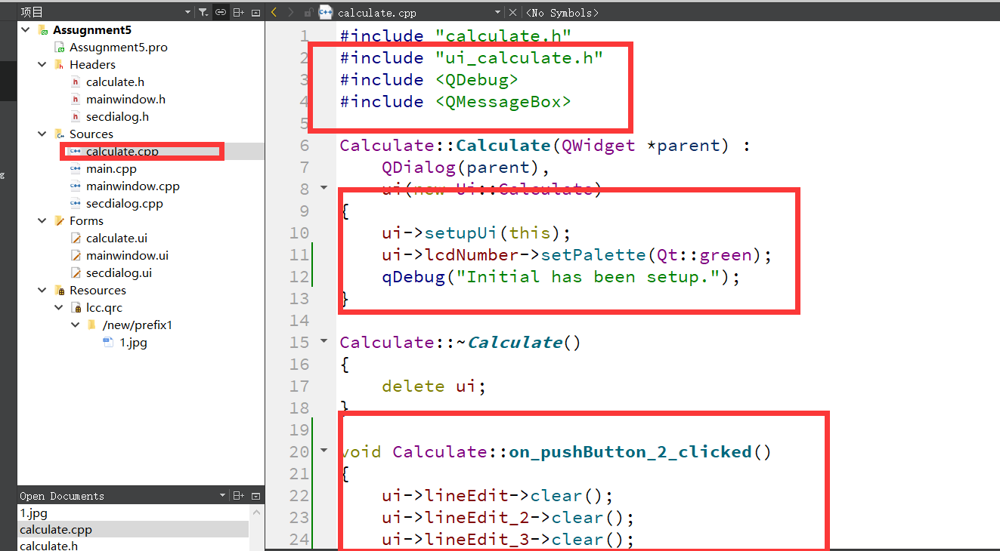 项目
Assugnment5
Assugnment5.pro
Headers
calculate.h
mainwindow.h
secdialog.h
Sources
calculate.cpp
main.cpp
mainwindow.cpp
secdialog.cpp
Forms
calculate.ui
mainwindow.ui
secdialog.ui
Resources
lcc.qrc
/new/prefix1
1.jpg
Open Documents
1.jpg
calculate.cpp
calculate.h
g
calculate.cpp <No Symbols>
1 #include "calculate.h"
2 #include "ui_calculate.h"
3 #include <QDebug>
4 #include <QMessageBox>
5
6 Calculate::Calculate(QWidget *parent) :
7 QDialog(parent),
8 ui(new Ui::Calculate)
9 {
10 ui->setupUi(this);
11 ui->lcdNumber->setPalette(Qt::green);
12 qDebug("Initial has been setup.");
13 }
14
15 Calculate::~Calculate()
16 {
17 delete ui;
18 }
19
20 void Calculate::on_pushButton_2_clicked()
21 {
22 ui->lineEdit->clear();
23 ui->lineEdit_2->clear();
24 ui->lineEdit_3->clear();